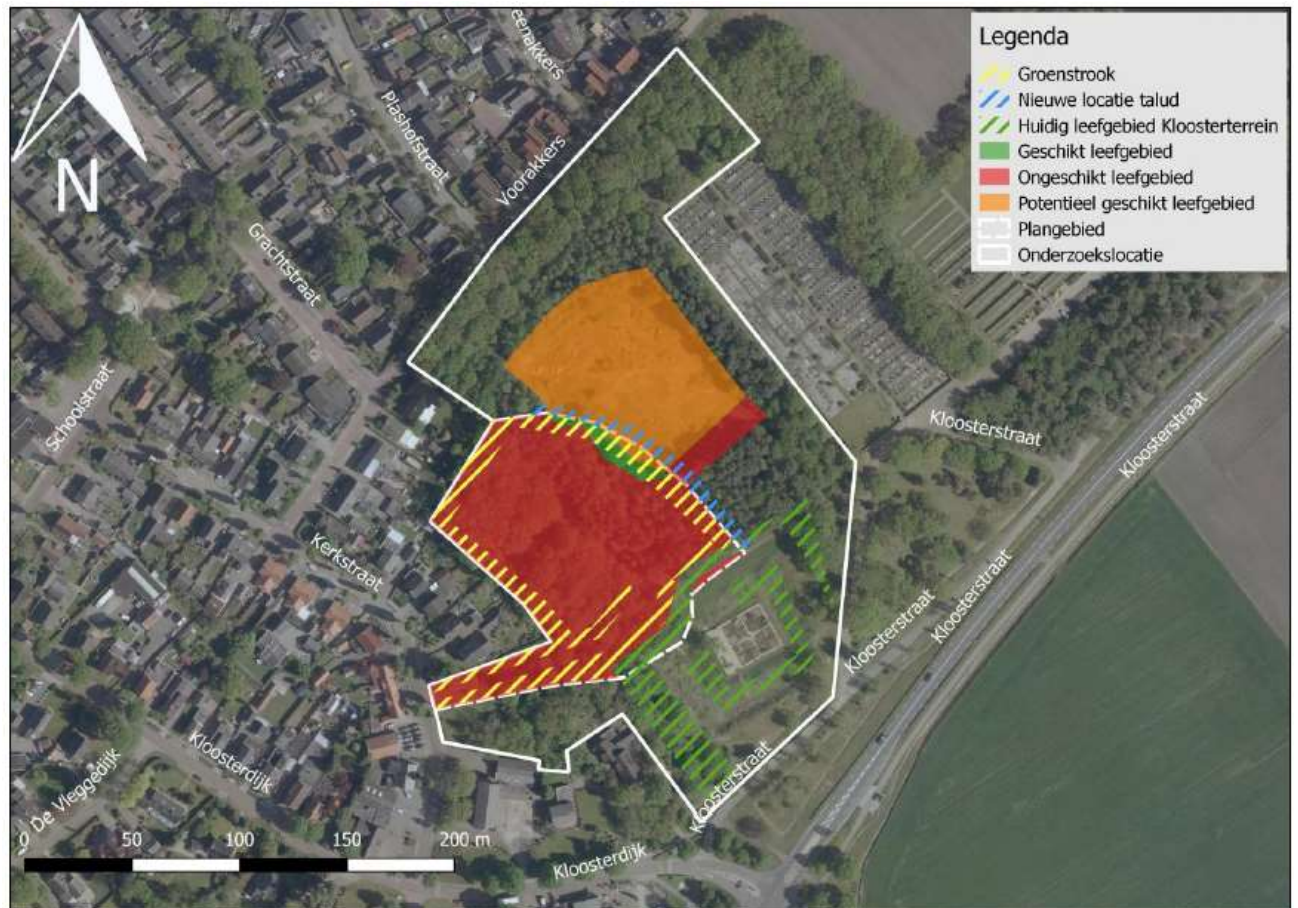 Legenda
Groenstrook
Nieuwe locatie talud
Huidig leefgebied Kloosterterrein
Geschikt leefgebied
Ongeschikt leefgebied
Potentieel geschikt leefgebied
Plangebied
Onderzoekslocatie
N
eenakkers
Plashofstraat
Voorakkers
Grachtstraat
Schoolstraat
Kerkstraat
Kloosterstraat
Kloosterstraat
Kloosterstraat
Kloosterstraat
Kloosterstraat
Kloosterdijk
De Vleggedijk
Kloosterdijk
0 50 100 150 200 m